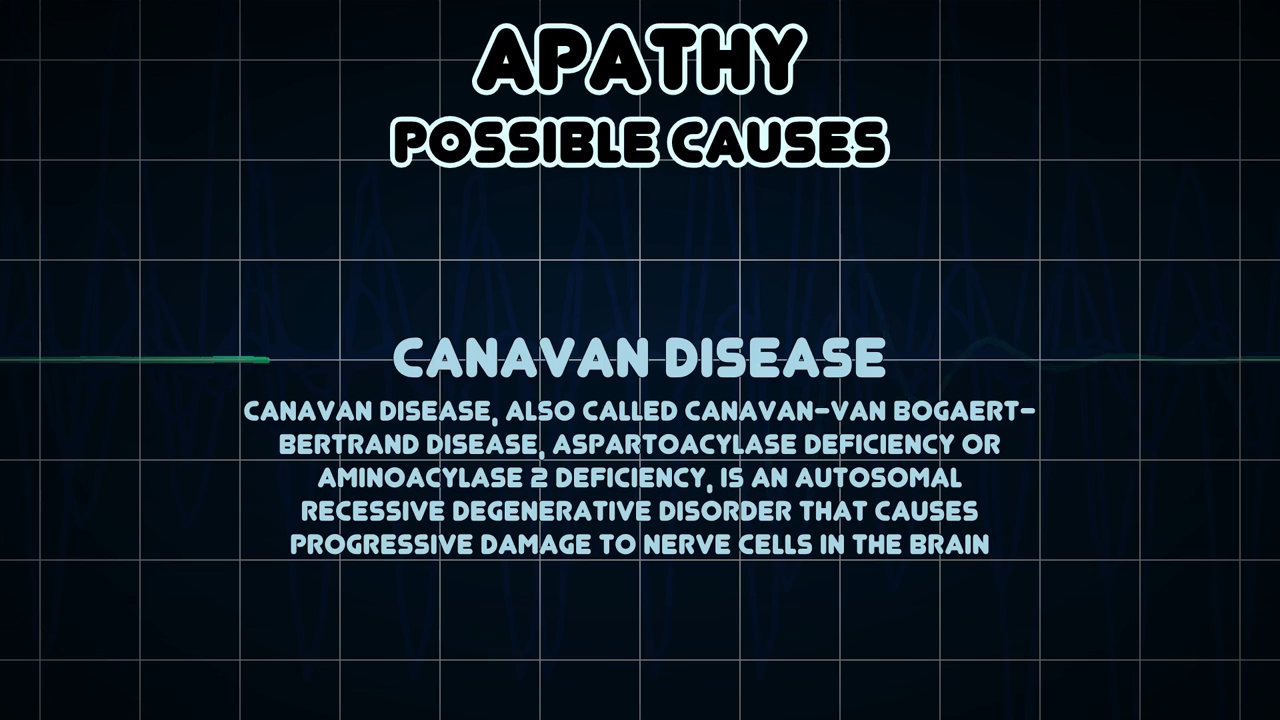 APATHY
POSSIBLE CAUSES
CANAVAN DISEASE
CANAVAN DISEASE, ALSO CALLED CANAVAN-VAN BOGAERT-
BERTRAND DISEASE, ASPARTOACYLASE DEFICIENCY OR
AMINOACYLASE 2 DEFICIENCY, IS AN AUTOSOMAL
RECESSIVE DEGENERATIVE DISORDER THAT CAUSES
PROGRESSIVE DAMAGE TO NERVE CELLS IN THE BRAIN